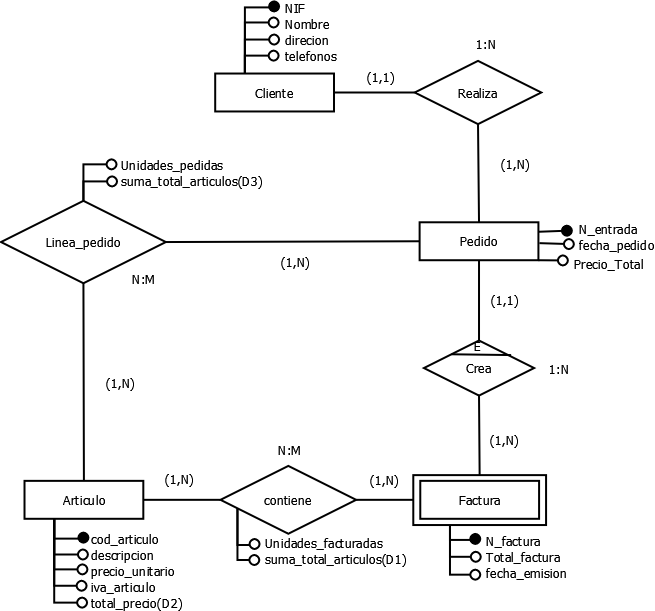 NIF
Nombre
direcion
telefonos
Cliente
(1,1)
1:N
Realiza
(1,N)
Unidades_pedidas
suma_total_articulos(D3)
Linea_pedido
N:M
(1,N)
Pedido
N_entrada
fecha_pedido
Precio_Total
(1,1)
E
Crea
1:N
(1,N)
(1,N)
N:M
Articulo
(1,N)
contiene
(1,N)
Factura
cod_articulo
descripcion
precio_unitario
iva_articulo
total_precio(D2)
Unidades_facturadas
suma_total_articulos(D1)
N_factura
Total_factura
fecha_emision